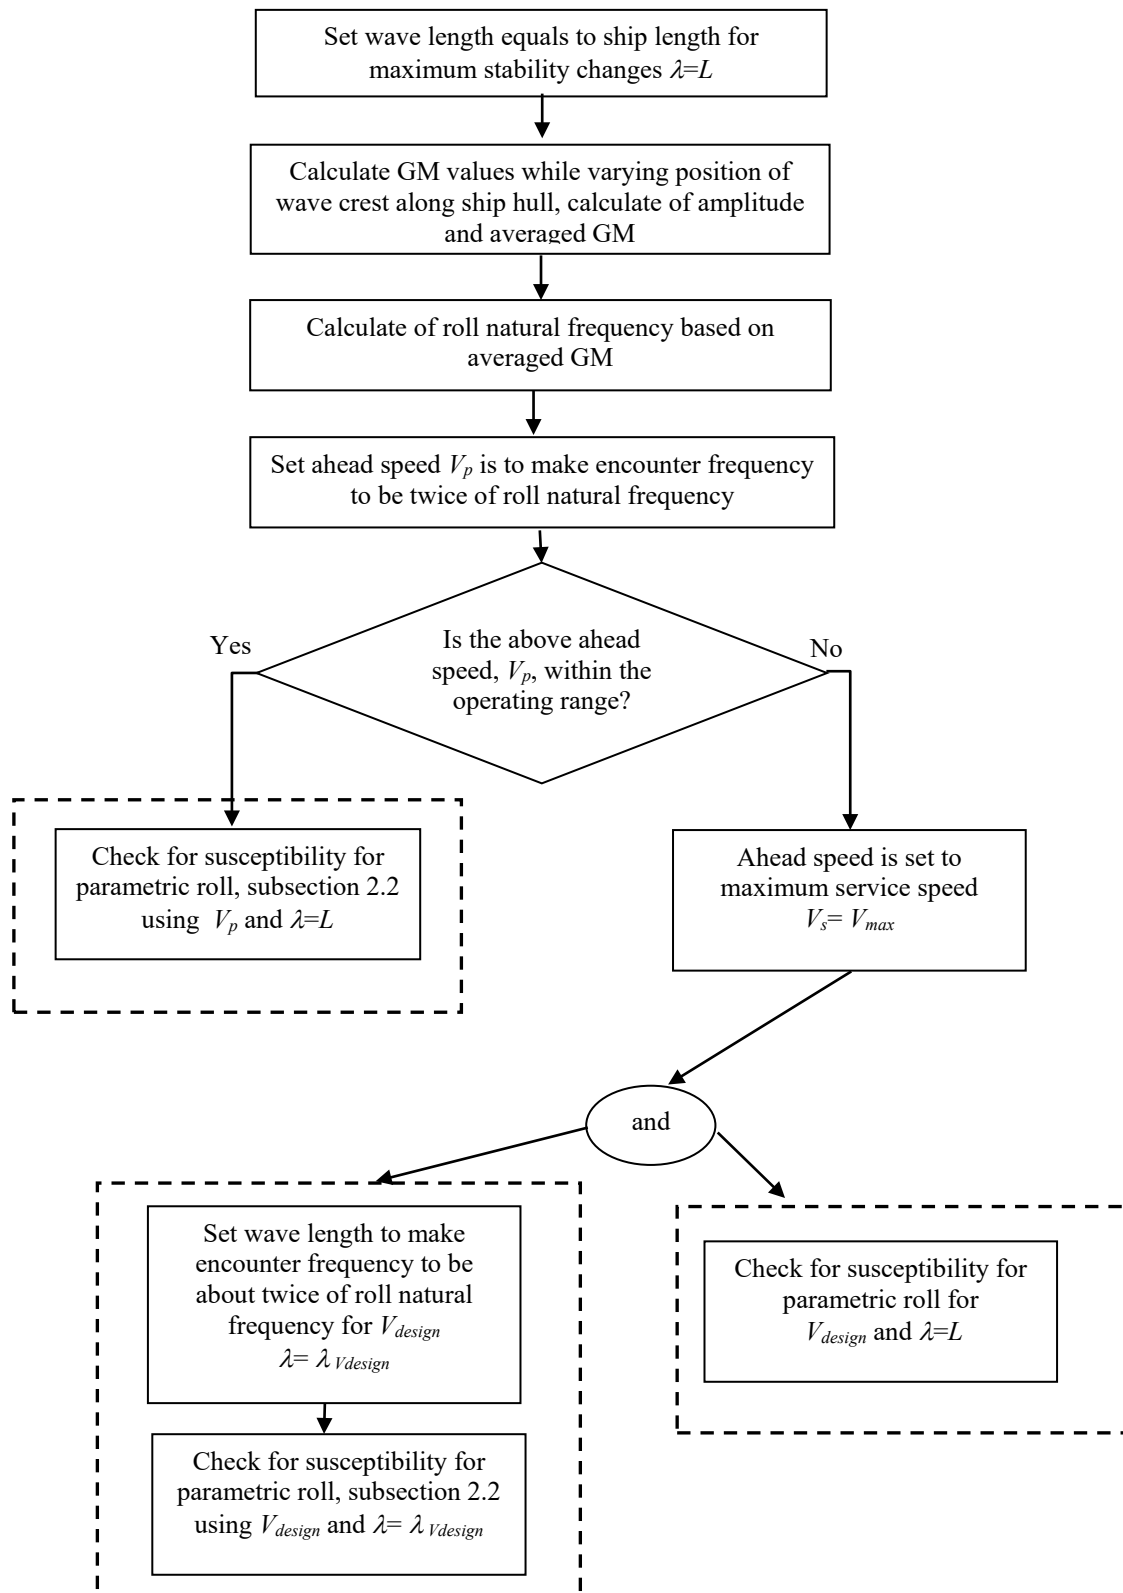 Set wave length equals to ship length for
maximum stability changes λ=L
Calculate GM values while varying position of
wave crest along ship hull, calculate of amplitude
and averaged GM
Calculate of roll natural frequency based on
averaged GM
Set ahead speed Vp is to make encounter frequency
to be twice of roll natural frequency
Is the above ahead
speed, Vp, within the
operating range?
Yes
No
Check for susceptibility for
parametric roll, subsection 2.2
using Vp and λ=L
Ahead speed is set to
maximum service speed
Vs= Vmax
and
Set wave length to make
encounter frequency to be
about twice of roll natural
frequency for Vdesign
λ= λ Vdesign
Check for susceptibility for
parametric roll, subsection 2.2
using Vdesign and λ= λ Vdesign
Check for susceptibility for
parametric roll for
Vdesign and λ=L